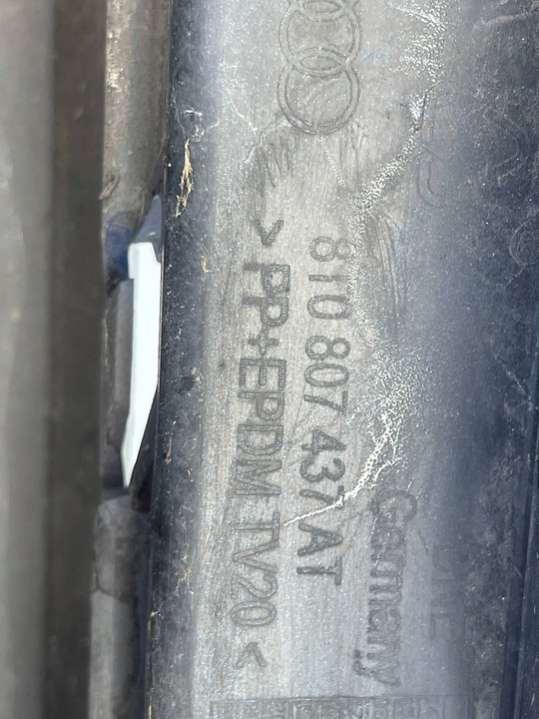 8T0 807 437 AT
>PP+EPDM TV20<
Germany